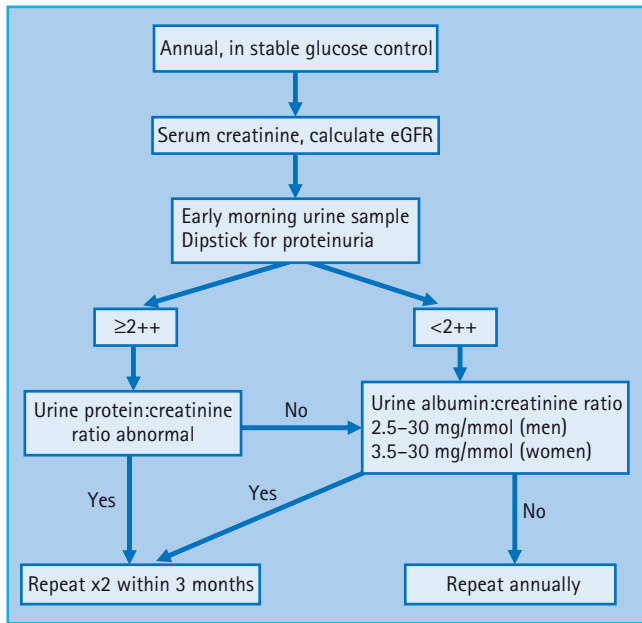 Annual, in stable glucose control
Serum creatinine, calculate eGFR
Early morning urine sample
Dipstick for proteinuria
≥2++
<2++
Urine protein:creatinine
ratio abnormal
No
Urine albumin:creatinine ratio
2.5–30 mg/mmol (men)
3.5–30 mg/mmol (women)
Yes
Yes
No
Repeat x2 within 3 months
Repeat annually